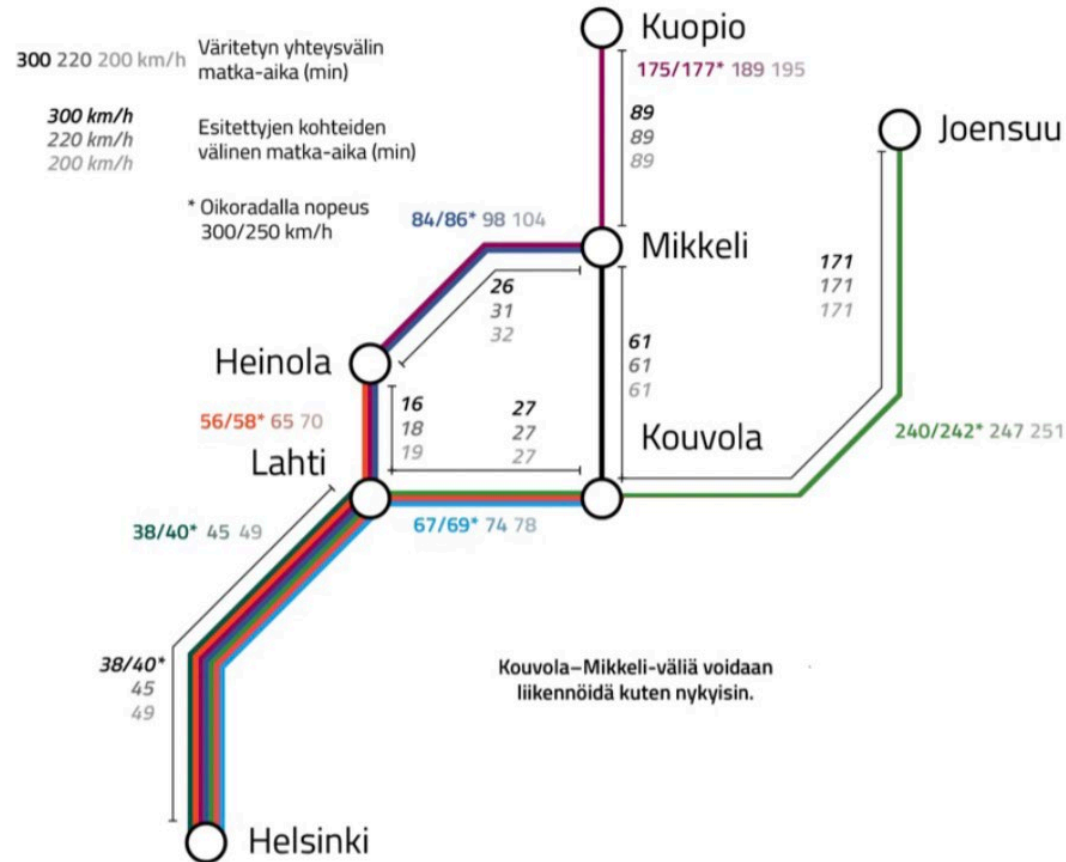 Kuopio
300 220 200 km/h Väritetyn yhteysvälin
matka-aika (min)
175/177* 189 195
300 km/h
220 km/h
200 km/h
Esitettyjen kohteiden
välinen matka-aika (min)
89
89
89
Joensuu
* Oikoradalla nopeus
300/250 km/h
84/86* 98 104
Mikkeli
26
31
32
171
171
171
Heinola
61
61
61
56/58* 65 70
16
18
19
27
27
27
Kouvola
240/242* 247 251
Lahti
38/40* 45 49
67/69* 74 78
38/40*
45
49
Kouvola–Mikkeli-väliä voidaan
liikennöidä kuten nykyisin.
Helsinki